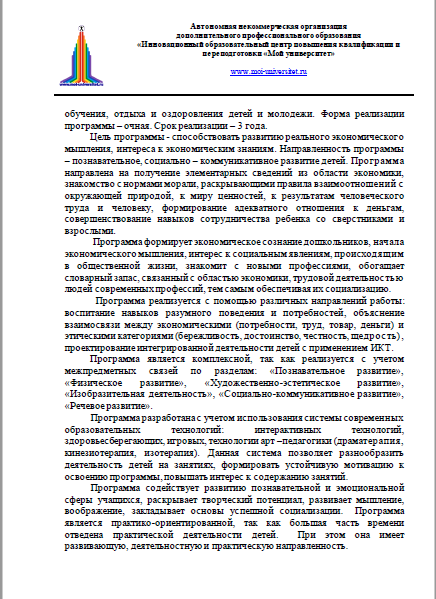 Автономная некоммерческая организация
дополнительного профессионального образования
«Инновационный образовательный центр повышения квалификации и
переподготовки «Мой университет»
www.moi-universitet.ru
обучения, отдыха и оздоровления детей и молодежи. Форма реализации
программы – очная. Срок реализации – 3 года.
Цель программы - способствовать развитию реального экономического
мышления, интереса к экономическим знаниям. Направленность программы
– познавательное, социально – коммуникативное развитие детей. Программа
направлена на получение элементарных сведений из области экономики,
знакомство с нормами морали, раскрывающими правила взаимоотношений с
окружающей природой, к миру ценностей, к результатам человеческого
труда и человеку, формирование адекватного отношения к деньгам,
совершенствование навыков сотрудничества ребенка со сверстниками и
взрослыми.
Программа формирует экономическое сознание дошкольников, начала
экономического мышления, интерес к социальным явлениям, происходящим
в общественной жизни, знакомит с новыми профессиями, обогащает
словарный запас, связанный с областью экономики, трудовой деятельностью
людей современных профессий, тем самым обеспечивая их социализацию.
Программа реализуется с помощью различных направлений работы:
воспитание навыков разумного поведения и потребностей, объяснение
взаимосвязи между экономическими (потребности, труд, товар, деньги) и
этическими категориями (бережливость, достоинство, честность, щедрость),
проектирование интегрированной деятельности детей с применением ИКТ.
Программа является комплексной, так как реализуется с учетом
межпредметных связей по разделам: «Познавательное развитие»,
«Физическое развитие», «Художественно-эстетическое развитие»,
«Изобразительная деятельность», «Социально-коммуникативное развитие»,
«Речевое развитие».
Программа разработана с учетом использования системы современных
образовательных технологий: интерактивных технологий,
здоровьесберегающих, игровых, технологии арт –педагогики (драматерапия,
кинезиотерапия, изотерапия). Данная система позволяет разнообразить
деятельность детей на занятиях, формировать устойчивую мотивацию к
освоению программы, повышать интерес к содержанию занятий.
Программа содействует развитию познавательной и эмоциональной
сферы учащихся, раскрывает творческий потенциал, развивает мышление,
воображение, закладывает основы успешной социализации. Программа
является практико-ориентированной, так как большая часть времени
отведена практической деятельности детей. При этом она имеет
развивающую, деятельностную и практическую направленность.